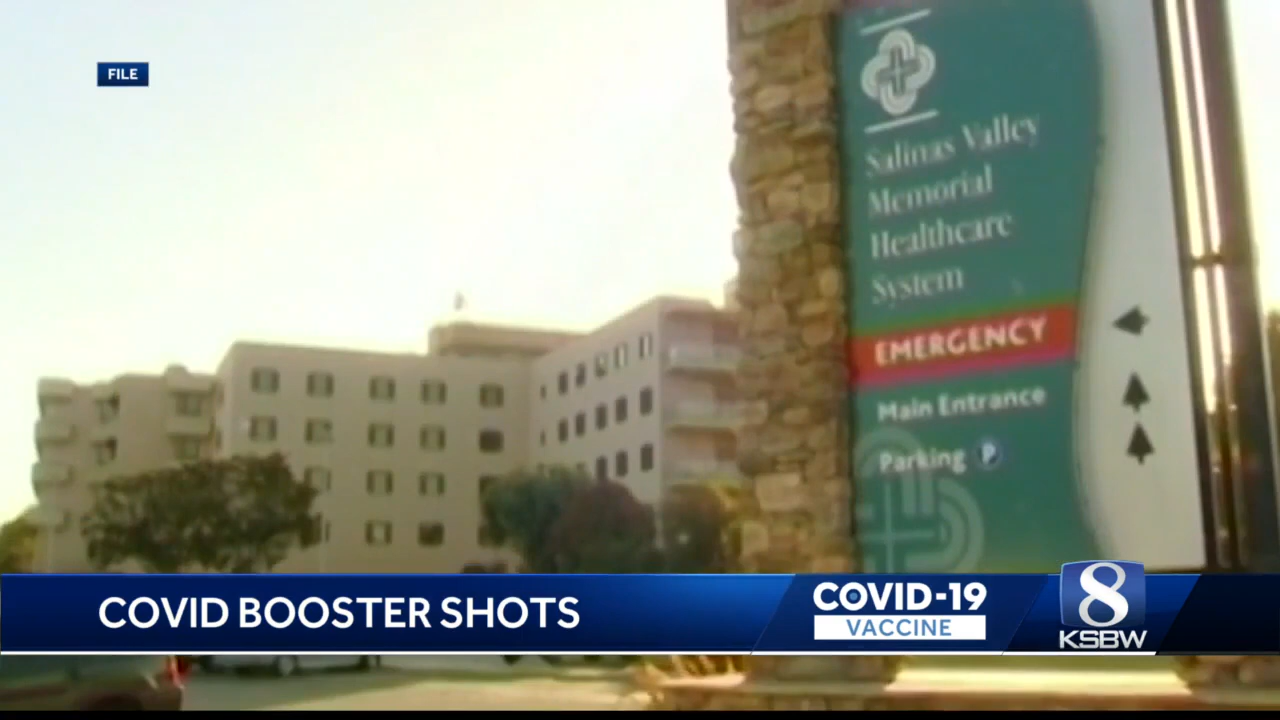 FILE
Salinas Valley
Memorial
Healthcare
System
EMERGENCY
Main Entrance
Parking P
COVID BOOSTER SHOTS
COVID-19
VACCINE
8
KSBW